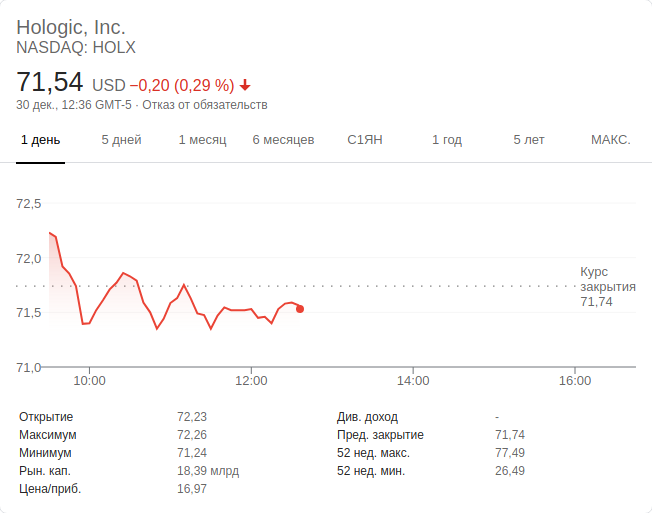 Hologic, Inc.
NASDAQ: HOLX
71,54 USD −0,20 (0,29 %)
30 дек., 12:36 GMT-5 · Отказ от обязательств
1 день 5 дней 1 месяц 6 месяцев С1ЯН 1 год 5 лет МАКС.
72,5
72,0
Курс
закрытия
71,74
71,5
71,0
10:00 12:00 14:00 16:00
Открытие 72,23 Див. доход -
Максимум 72,26 Пред. закрытие 71,74
Минимум 71,24 52 нед. макс. 77,49
Рын. кап. 18,39 млрд 52 нед. мин. 26,49
Цена/приб. 16,97